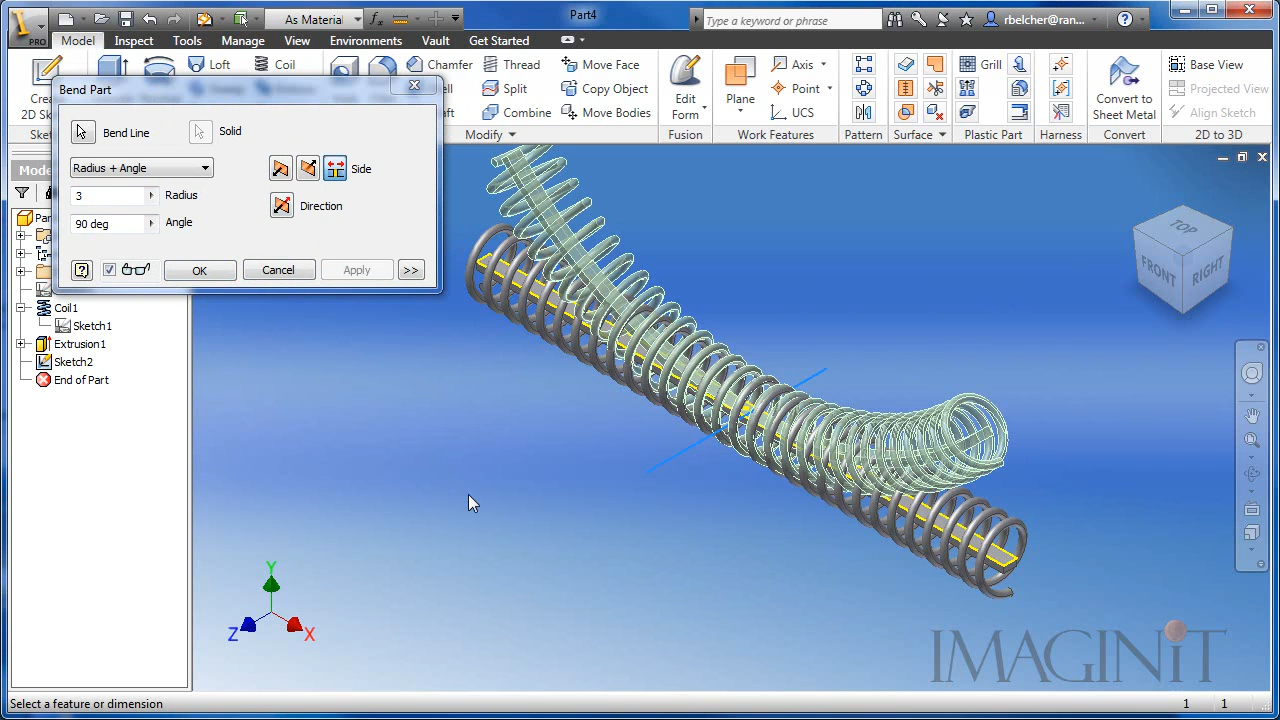 PRO
As Material
Part4
Type a keyword or phrase
rbelcher@ran...
Model Inspect Tools Manage View Environments Vault Get Started
Loft
Coil
Chamfer
Thread
Move Face
Split
Copy Object
Combine
Move Bodies
Edit
Form
Plane
Axis
Point
UCS
Grill
Convert to
Sheet Metal
Base View
Projected View
Align Sketch
Modify
Fusion
Work Features
Pattern
Surface
Plastic Part
Harness
Convert
2D to 3D
Bend Part
Bend Line
Solid
Radius + Angle
Side
3
Radius
Direction
90 deg
Angle
OK
Cancel
Apply
>>
Coil1
Sketch1
Extrusion1
Sketch2
End of Part
TOP
FRONT
RIGHT
Y
Z
X
IMAGINiT
Select a feature or dimension
1
1